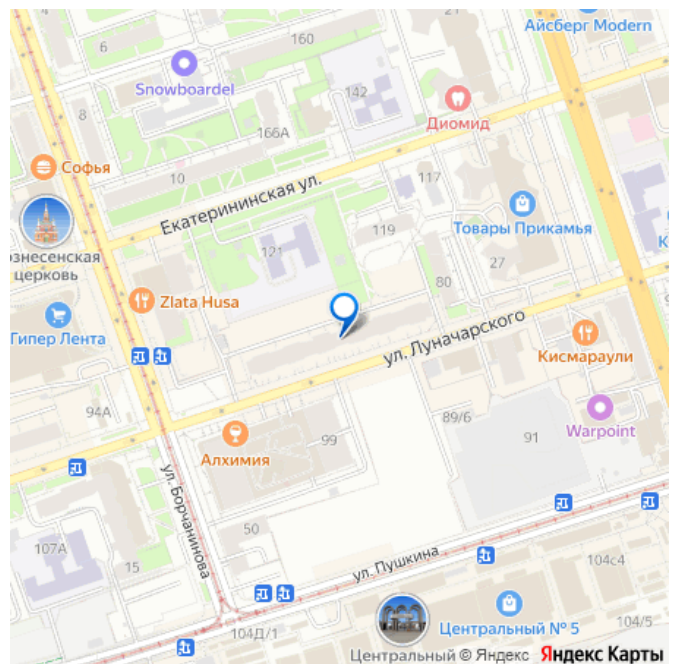 21
160
Айсберг Modern
6
Snowboardel
142
8
Диомид
166А
Софья
10
117
Екатерининская ул.
Товары Прикамья
119
ознесенская
церковь
121
К
27
80
Zlata Husa
ул. Луначарского
Гипер Лента
Кисмараули
94А
89/6
Warpoint
99
91
Алхимия
ул. Борчанинова
50
107А
15
ул. Пушкина
104с4
Центральный № 5
104/5
104Д/1
Центральный © Яндекс Яндекс Карты